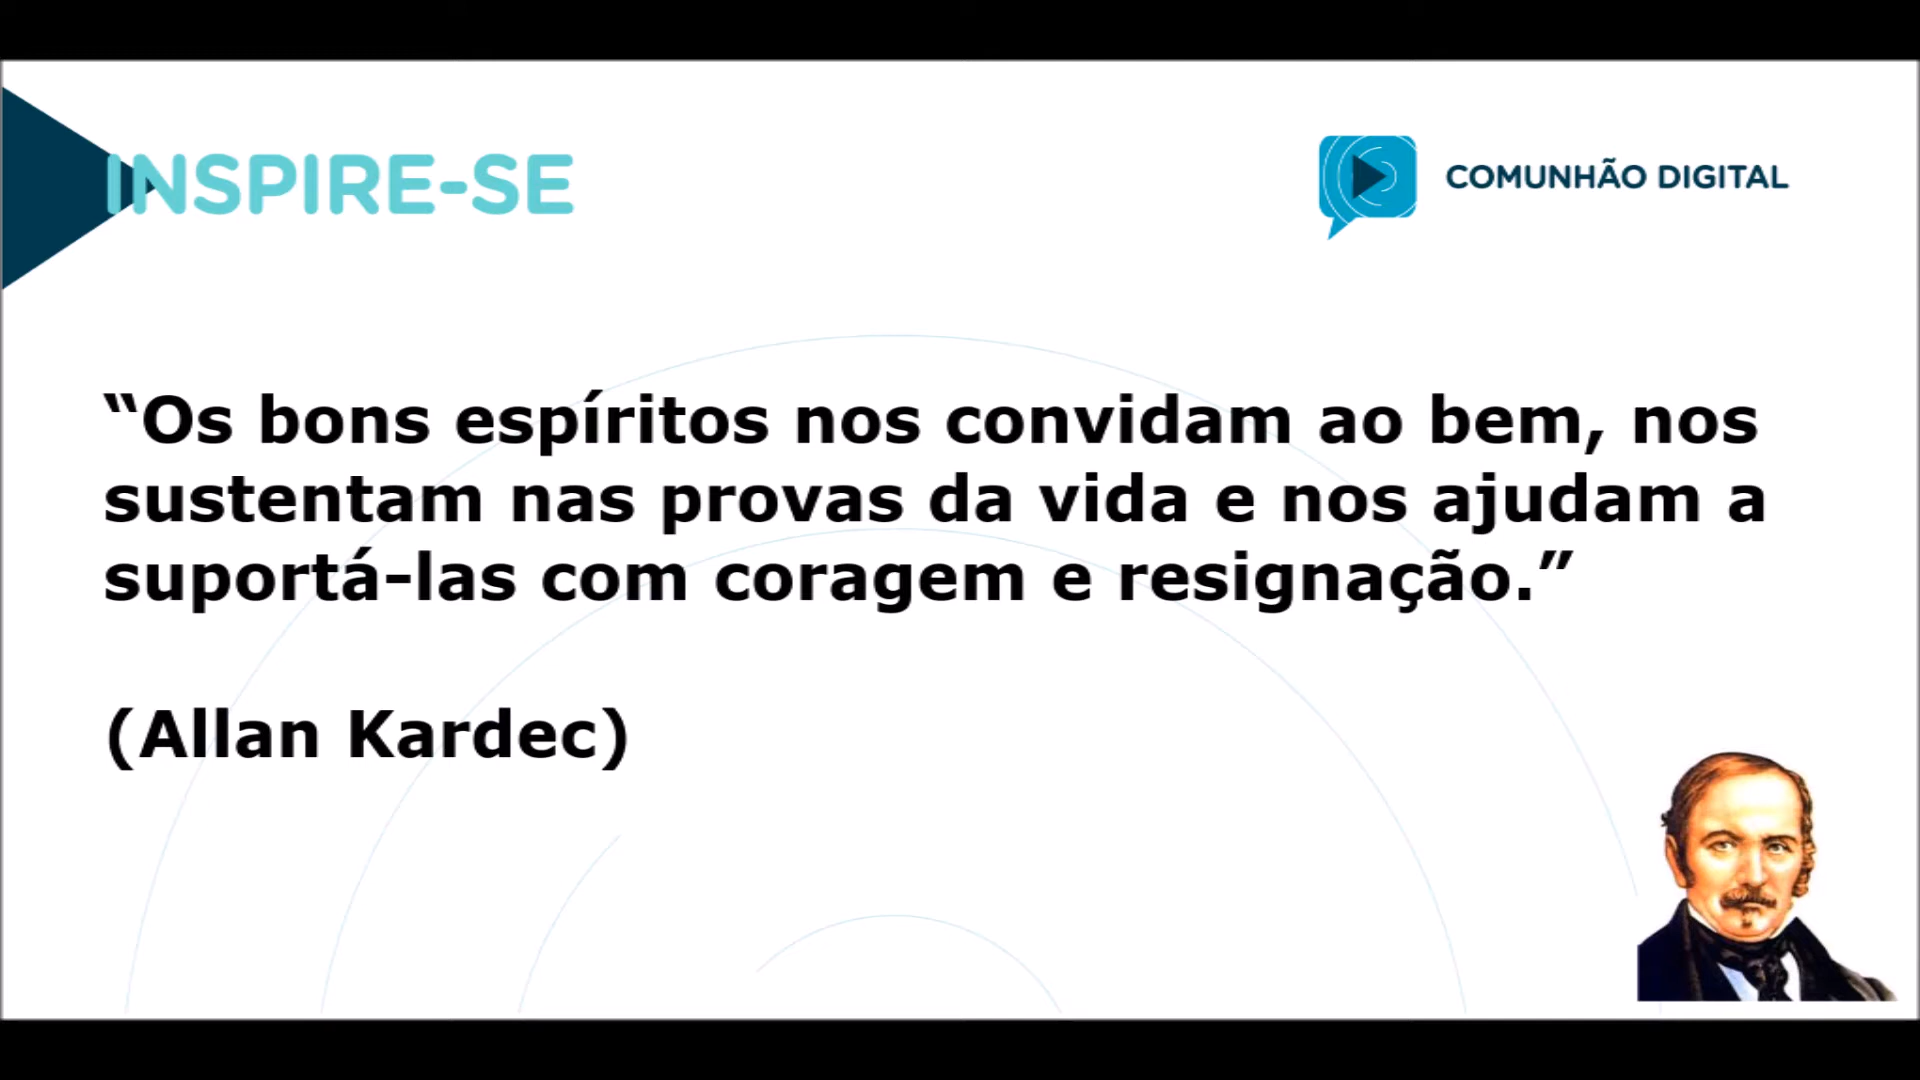 INSPIRE-SE
COMUNHÃO DIGITAL
“Os bons espíritos nos convidam ao bem, nos
sustentam nas provas da vida e nos ajudam a
suportá-las com coragem e resignação.”
(Allan Kardec)